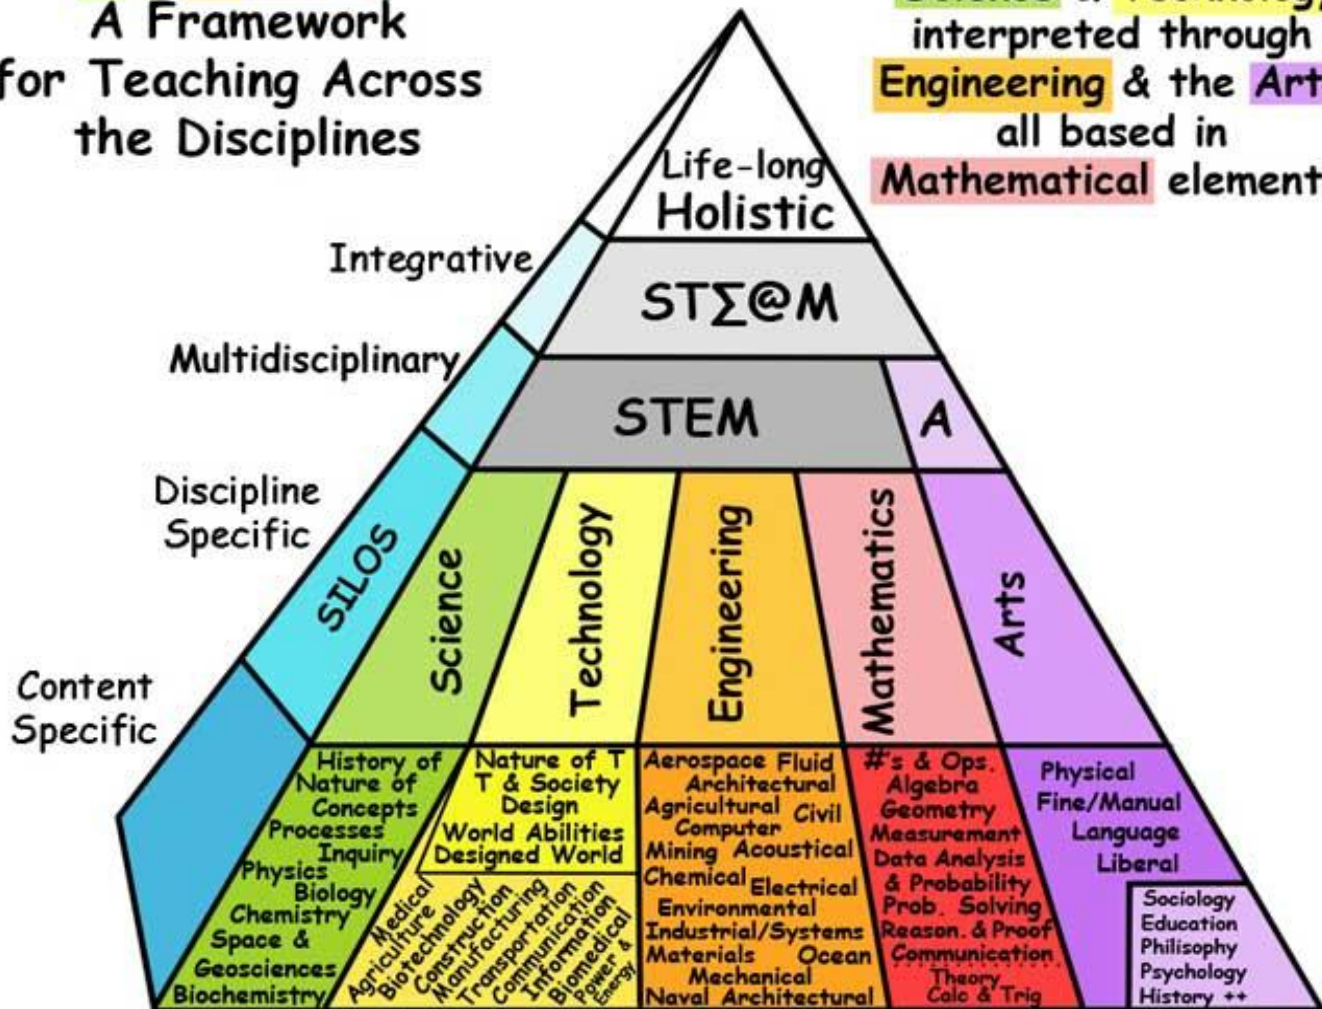 A Framework
for Teaching Across
the Disciplines
Science & Technology
interpreted through
Engineering & the Art
all based in
Mathematical element
Life-long
Holistic
Integrative
ST∑@M
Multidisciplinary
STEM
A
Discipline
Specific
SILOS
Science
Technology
Engineering
Mathematics
Arts
Content
Specific
History of
Nature of
Concepts
Processes
Inquiry
Physics
Biology
Chemistry
Space &
Geosciences
Biochemistry
Nature of T
T & Society
Design
World Abilities
Designed World
Medical
Agriculture
Biotechnology
Construction
Manufacturing
Transportation
Communication
Information
Biomedical
Power &
Energy
Aerospace Fluid
Architectural
Agricultural Civil
Computer
Mining Acoustical
Chemical Electrical
Environmental
Industrial/Systems
Materials Ocean
Mechanical
Naval Architectural
#'s & Ops.
Algebra
Geometry
Measurement
Data Analysis
& Probability
Prob. Solving
Reason. & Proof
Communication
Theory
Calc & Trig
Physical
Fine/Manual
Language
Liberal
Sociology
Education
Philisophy
Psychology
History ++